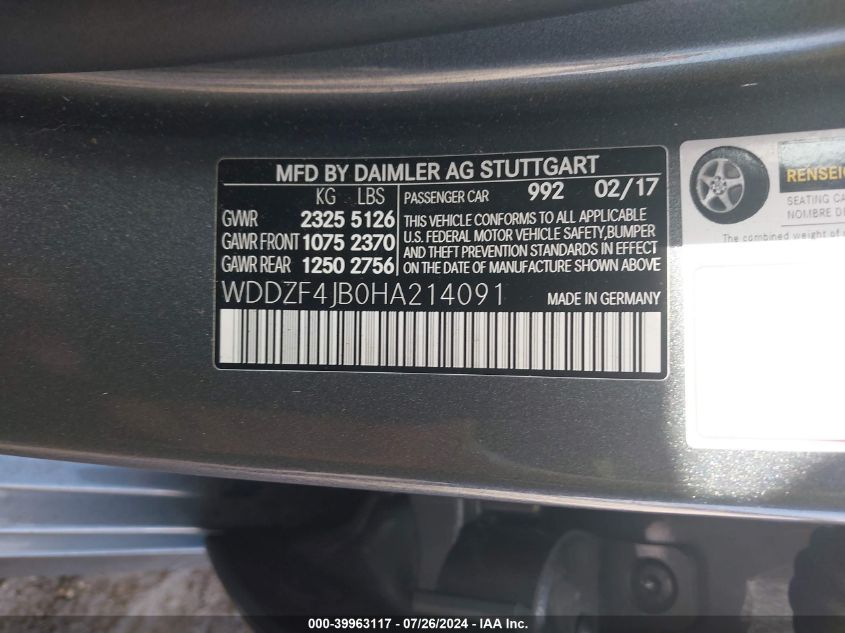 MFD BY DAIMLER AG STUTTGART
KG LBS
GVWR 2325 5126
GAWR FRONT 1075 2370
GAWR REAR 1250 2756
PASSENGER CAR 992 02/17
THIS VEHICLE CONFORMS TO ALL APPLICABLE
U.S. FEDERAL MOTOR VEHICLE SAFETY,BUMPER
AND THEFT PREVENTION STANDARDS IN EFFECT
ON THE DATE OF MANUFACTURE SHOWN ABOVE
WDDZF4JB0HA214091 MADE IN GERMANY
RENSEIG
SEATING CA
NOMBRE DE
The combined weight of
000-39963117 - 07/26/2024 - IAA Inc.